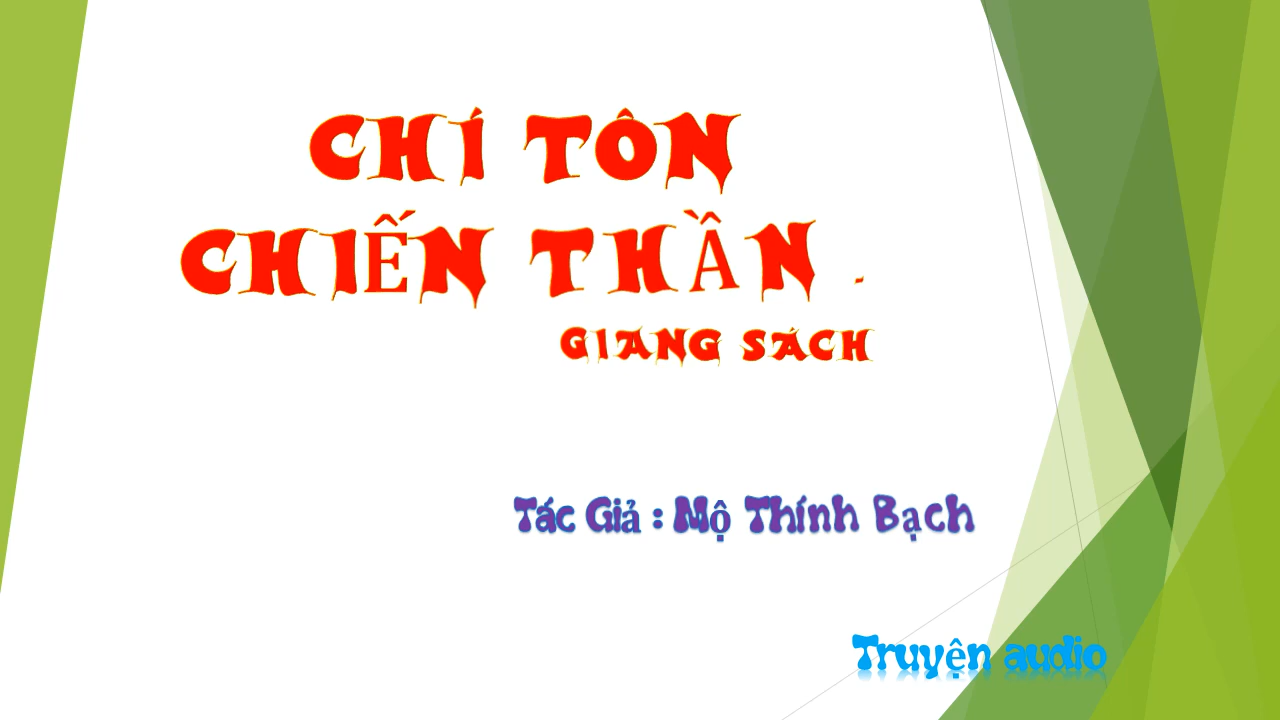 CHÍ TÔN
CHIẾN THẦN -
GIANG SÁCH
Tác Giả : Mộ Thính Bạch
Truyện audio